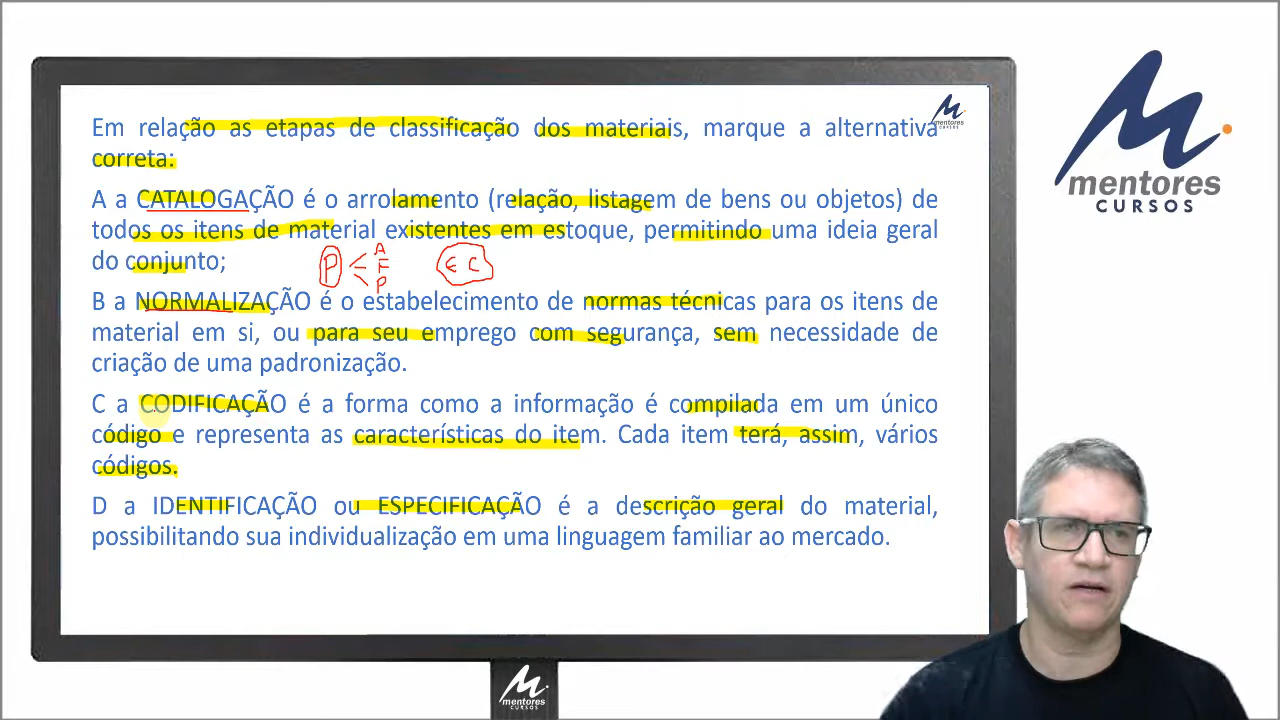 Em relação as etapas de classificação dos materiais, marque a alternativa
correta:
A a CATALOGAÇÃO é o arrolamento (relação, listagem de bens ou objetos) de
todos os itens de material existentes em estoque, permitindo uma ideia geral
do conjunto;
P < A F P
E C
B a NORMALIZAÇÃO é o estabelecimento de normas técnicas para os itens de
material em si, ou para seu emprego com segurança, sem necessidade de
criação de uma padronização.
C a CODIFICAÇÃO é a forma como a informação é compilada em um único
código e representa as características do item. Cada item terá, assim, vários
códigos.
D a IDENTIFICAÇÃO ou ESPECIFICAÇÃO é a descrição geral do material,
possibilitando sua individualização em uma linguagem familiar ao mercado.
mentores
CURSOS
mentores
CURSOS
mentores
CURSOS